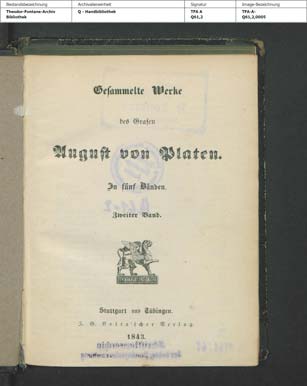 Bestandsbezeichnung Archivalieneinheit Signatur Image-Bezeichnung
Theodor-Fontane-Archiv Q - Handbibliothek TFA A TFA-A-
Bibliothek Q61,2 Q61,2,0005
Gesammelte Werke
des Grafen
August von Platen.
In fünf Bänden.
Zweiter Band.
Stuttgart und Tübingen.
J. G. Cotta'scher Verlag.
1843.